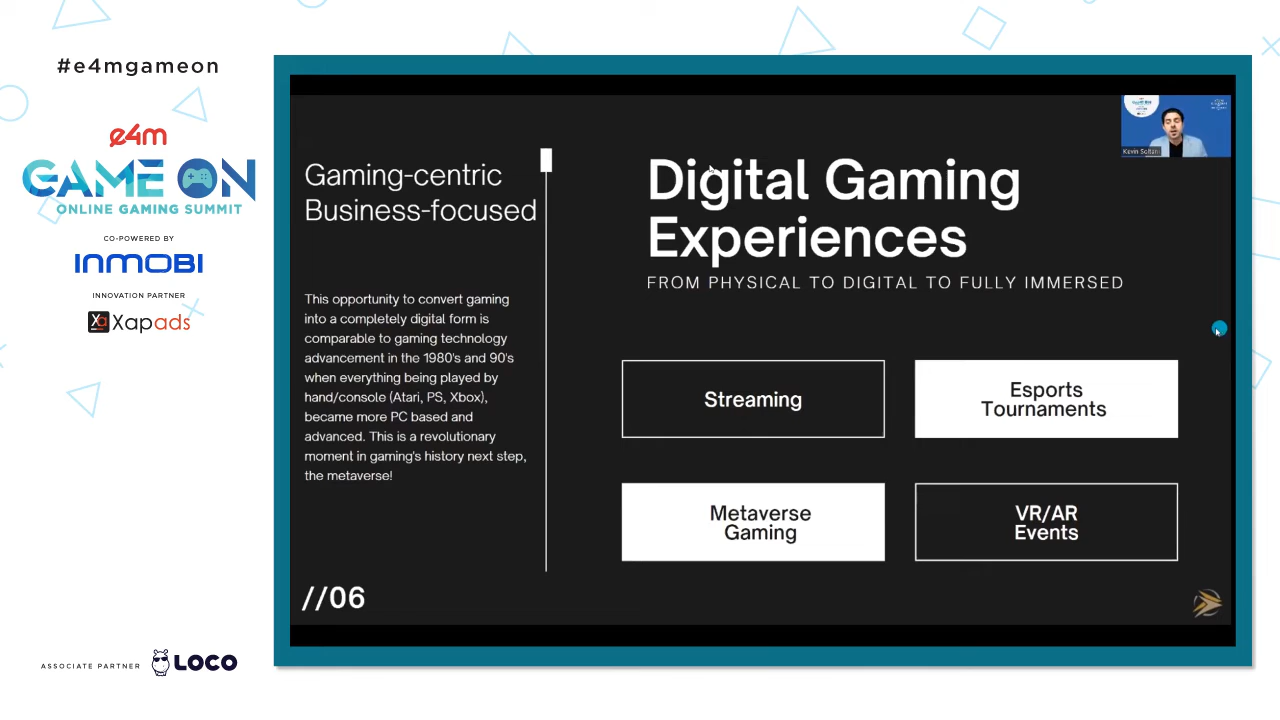 #e4mgameon
e4m
GAME ON
ONLINE GAMING SUMMIT
CO-POWERED BY
INMOBI
INNOVATION PARTNER
Xa Xapads
ASSOCIATE PARTNER
LOCO
Gaming-centric
Business-focused
This opportunity to convert gaming
into a completely digital form is
comparable to gaming technology
advancement in the 1980's and 90's
when everything being played by
hand/console (Atari, PS, Xbox),
became more PC based and
advanced. This is a revolutionary
moment in gaming's history next step,
the metaverse!
//06
Digital Gaming
Experiences
FROM PHYSICAL TO DIGITAL TO FULLY IMMERSED
Streaming
Esports
Tournaments
Metaverse
Gaming
VR/AR
Events
Kevin Soltani